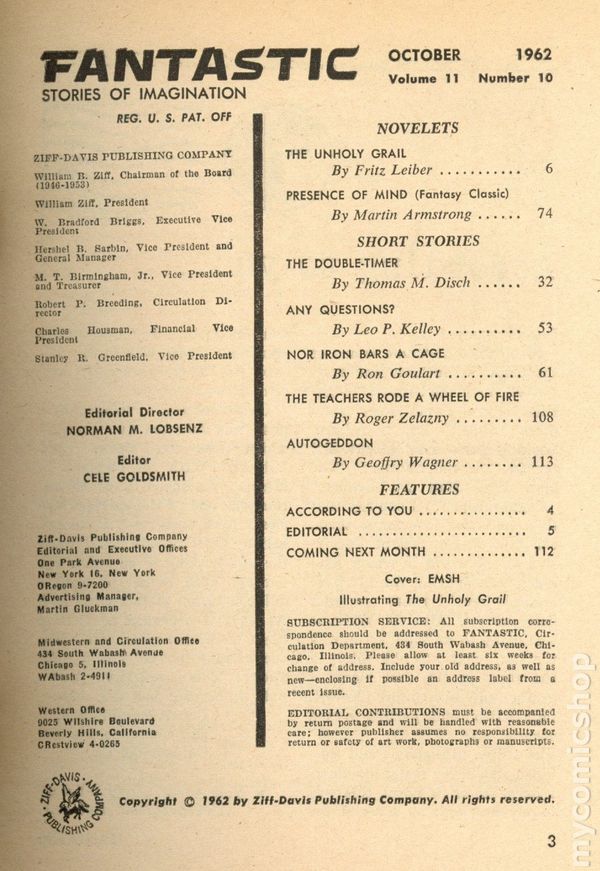 FANTASTIC
STORIES OF IMAGINATION
REG. U. S. PAT. OFF
OCTOBER 1962
Volume 11 Number 10
ZIFF-DAVIS PUBLISHING COMPANY
William B. Ziff, Chairman of the Board
(1946-1953)
William Ziff, President
W. Bradford Briggs, Executive Vice
President
Hershel B. Sarbin, Vice President and
General Manager
M. T. Birmingham, Jr., Vice President
and Treasurer
Robert P. Breeding, Circulation Di-
rector
Charles Housman, Financial Vice
President
Stanley R. Greenfield, Vice President
Editorial Director
NORMAN M. LOBSENZ
Editor
CELE GOLDSMITH
Ziff-Davis Publishing Company
Editorial and Executive Offices
One Park Avenue
New York 16, New York
ORegon 9-7200
Advertising Manager,
Martin Gluckman
Midwestern and Circulation Office
434 South Wabash Avenue
Chicago 5, Illinois
WAbash 2-4911
Western Office
9025 Wilshire Boulevard
Beverly Hills, California
CRestview 4-0265
NOVELETS
THE UNHOLY GRAIL
By Fritz Leiber ........... 6
PRESENCE OF MIND (Fantasy Classic)
By Martin Armstrong ...... 74
SHORT STORIES
THE DOUBLE-TIMER
By Thomas M. Disch ...... 32
ANY QUESTIONS?
By Leo P. Kelley .......... 53
NOR IRON BARS A CAGE
By Ron Goulart .......... 61
THE TEACHERS RODE A WHEEL OF FIRE
By Roger Zelazny ......... 108
AUTOGEDDON
By Geoffry Wagner ........ 113
FEATURES
ACCORDING TO YOU ............... 4
EDITORIAL ........................ 5
COMING NEXT MONTH ............. 112
Cover: EMSH
Illustrating The Unholy Grail
SUBSCRIPTION SERVICE: All subscription corre-
spondence should be addressed to FANTASTIC, Cir-
culation Department, 434 South Wabash Avenue, Chi-
cago, Illinois. Please allow at least six weeks for
change of address. Include your old address, as well as
new—enclosing if possible an address label from a
recent issue.
EDITORIAL CONTRIBUTIONS must be accompanied
by return postage and will be handled with reasonable
care; however publisher assumes no responsibility for
return or safety of art work, photographs or manuscripts.
ZIFF-DAVIS · PUBLISHING COMPANY ·
Copyright © 1962 by Ziff-Davis Publishing Company. All rights reserved.
3
mycomicshop